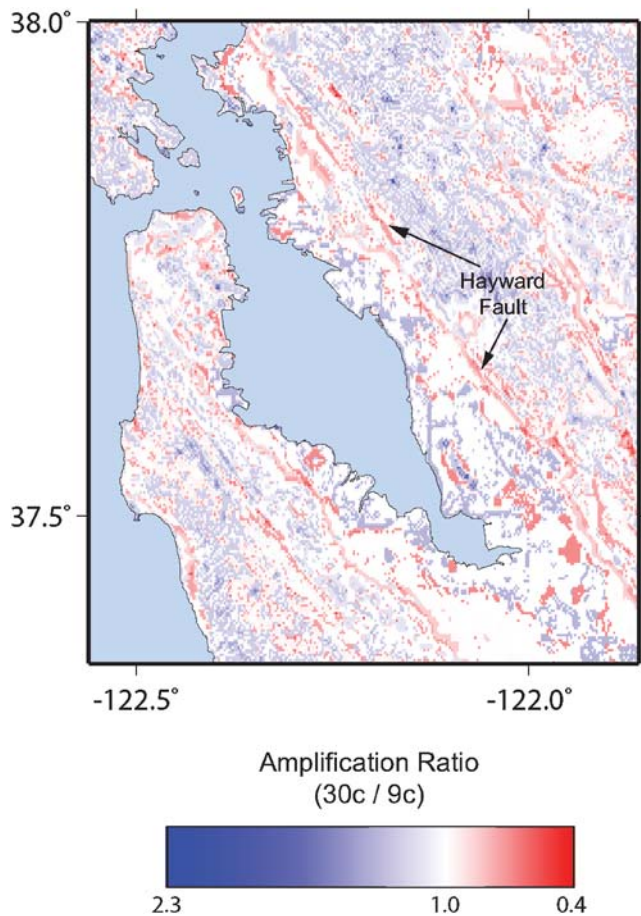 38.0˚
Hayward
Fault
37.5˚
-122.5˚
-122.0˚
Amplification Ratio
(30c / 9c)
2.3
1.0
0.4